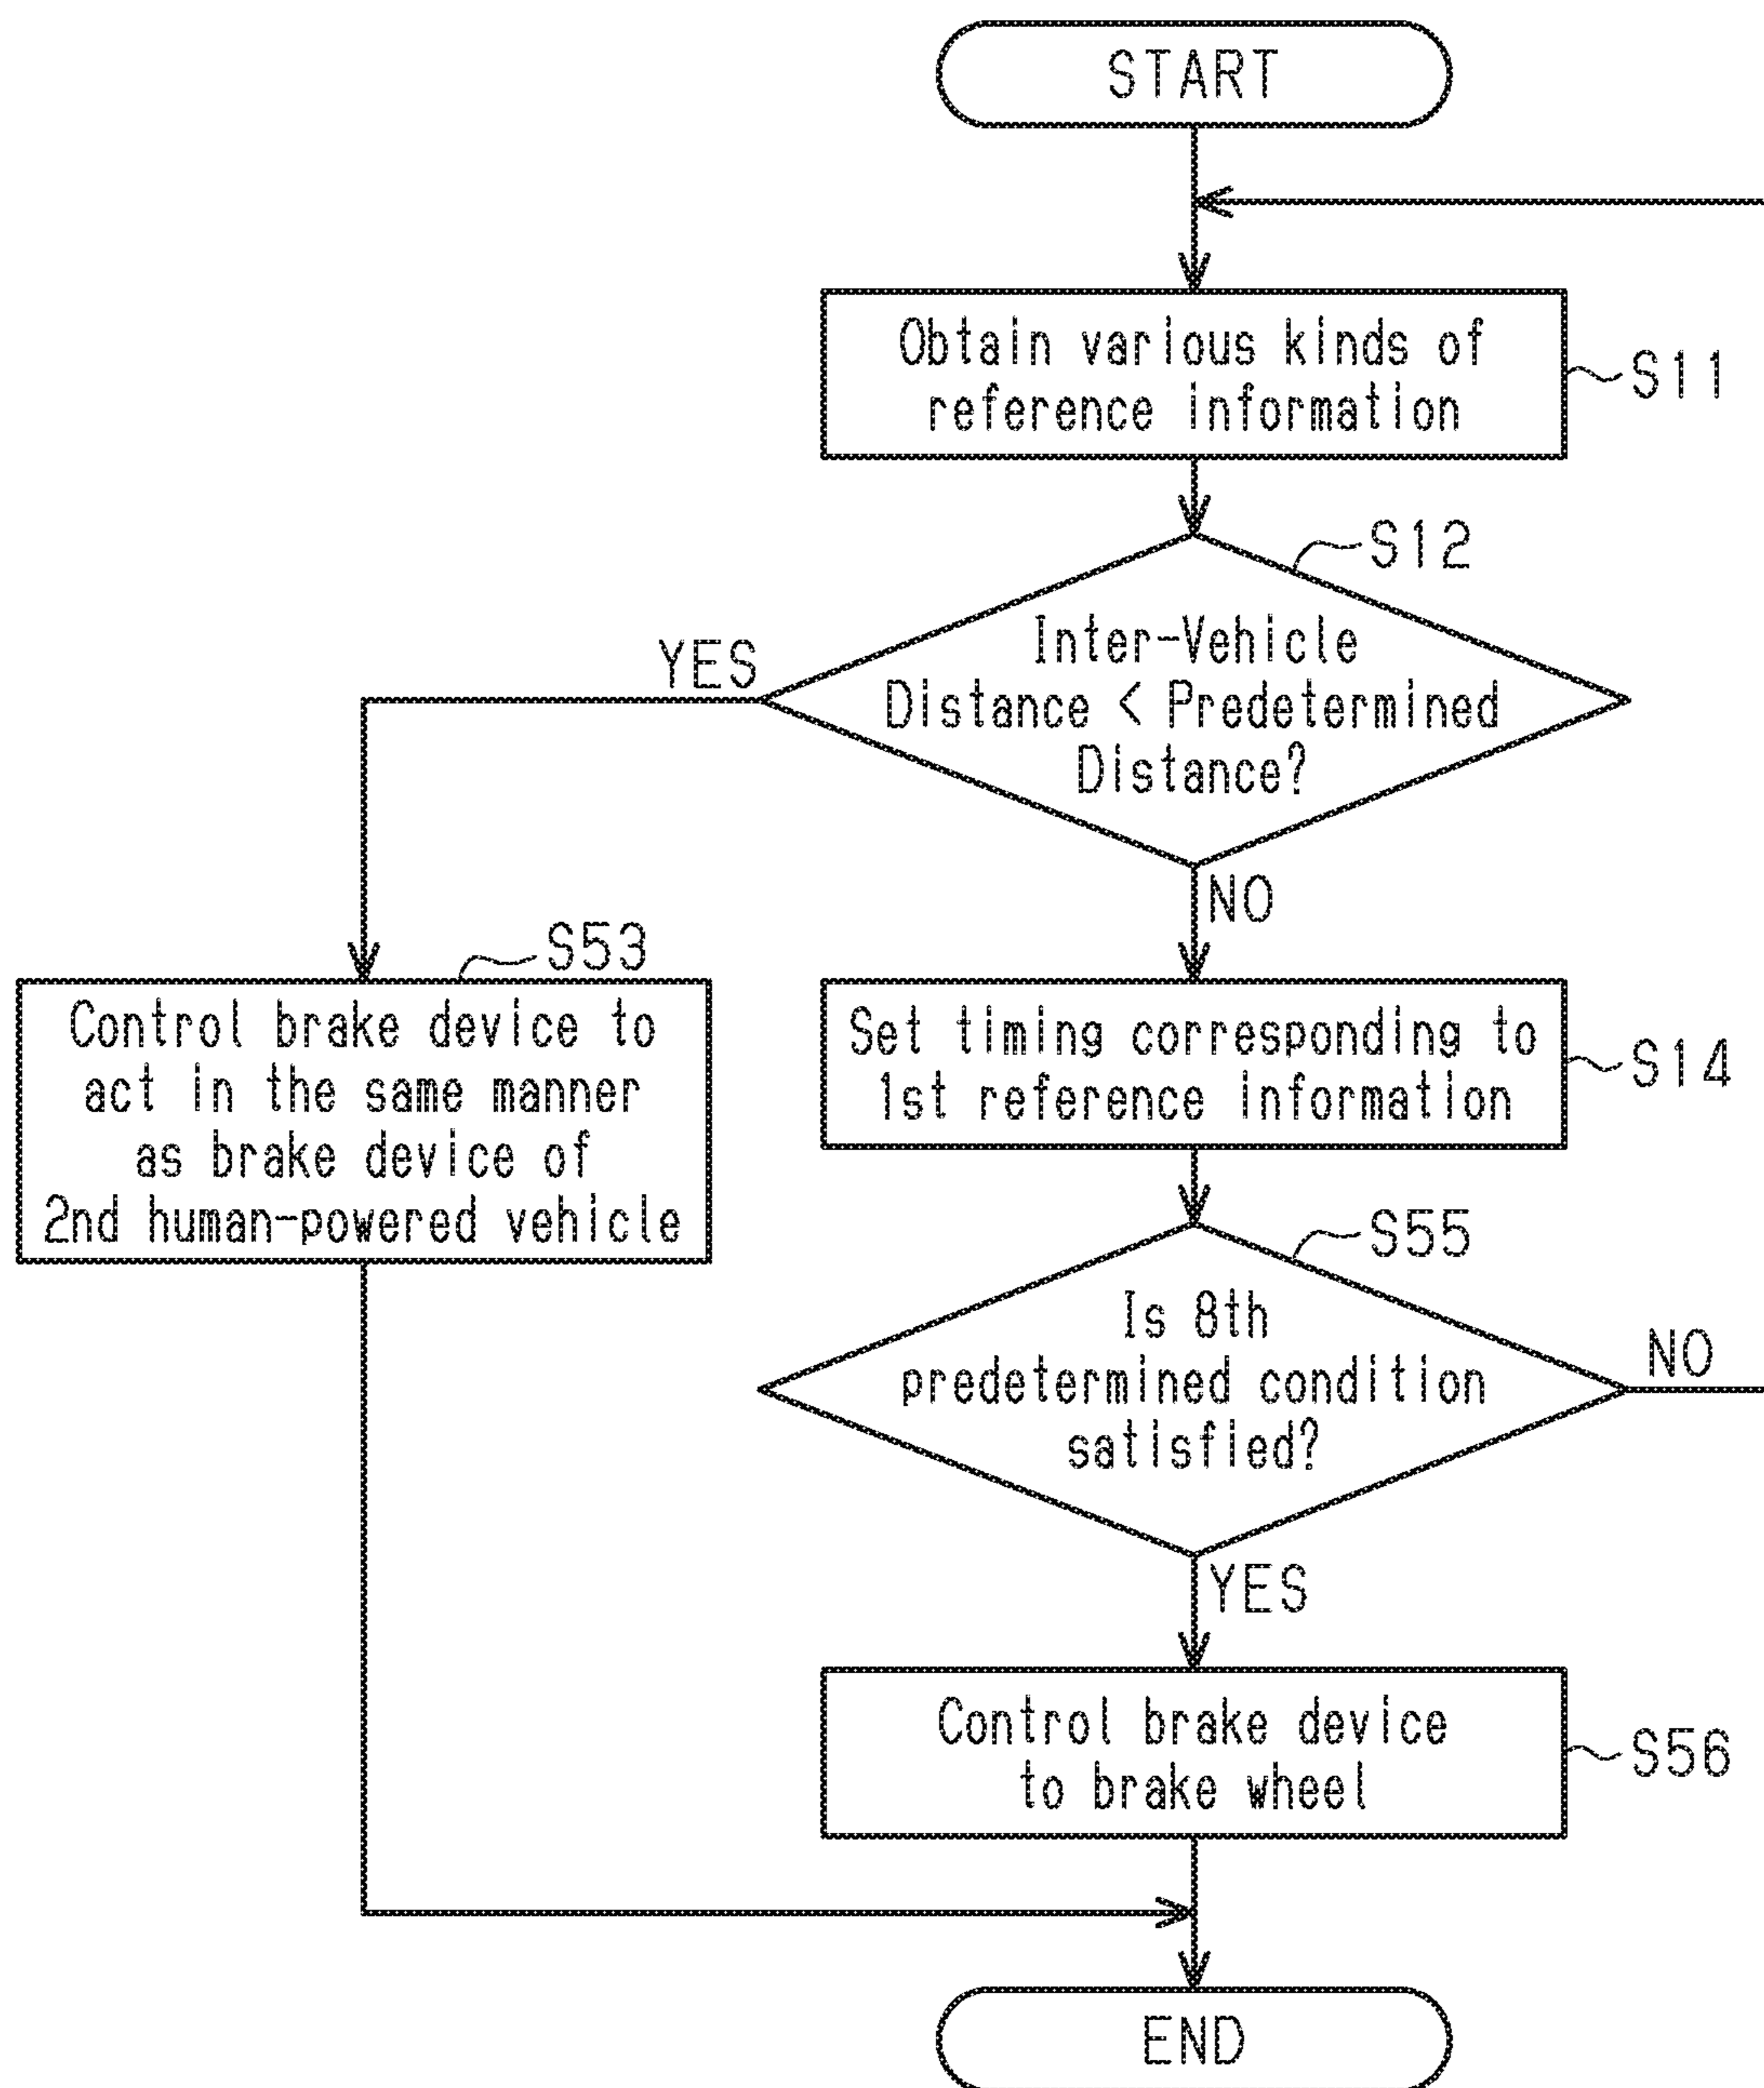 START
Obtain various kinds of
reference information
S11
S12
Inter-Vehicle
Distance < Predetermined
Distance?
YES
NO
S53
Control brake device to
act in the same manner
as brake device of
2nd human-powered vehicle
Set timing corresponding to
1st reference information
S14
S55
Is 8th
predetermined condition
satisfied?
NO
YES
Control brake device
to brake wheel
S56
END